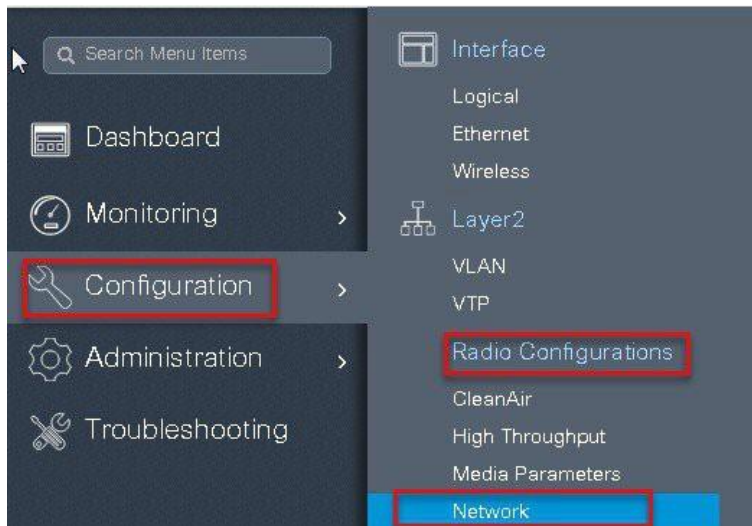 Search Menu Items
Dashboard
Monitoring
Configuration
Administration
Troubleshooting
Interface
Logical
Ethernet
Wireless
Layer2
VLAN
VTP
Radio Configurations
CleanAir
High Throughput
Media Parameters
Network